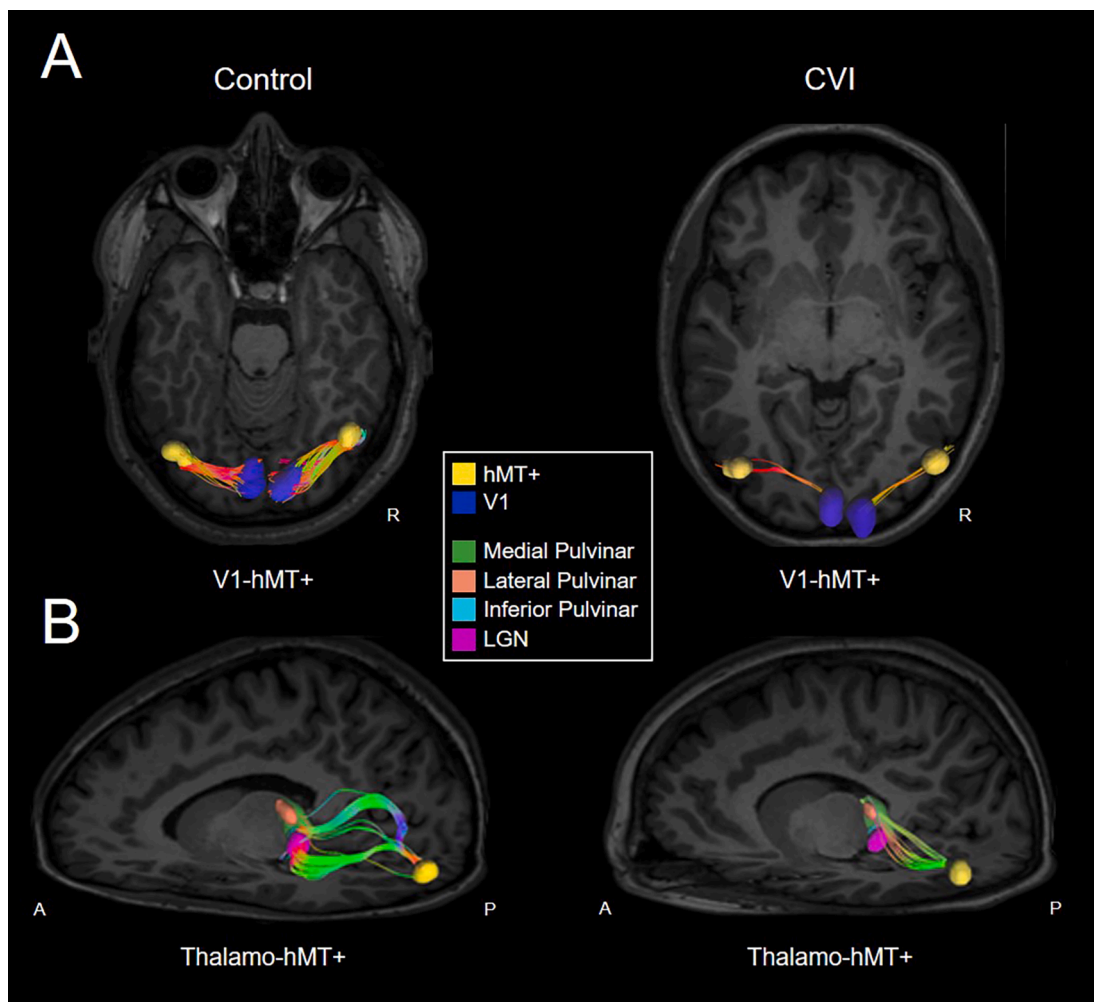 A
Control
CVI
R
R
V1-hMT+
V1-hMT+
hMT+
V1
Medial Pulvinar
Lateral Pulvinar
Inferior Pulvinar
LGN
B
A
P
A
P
Thalamo-hMT+
Thalamo-hMT+